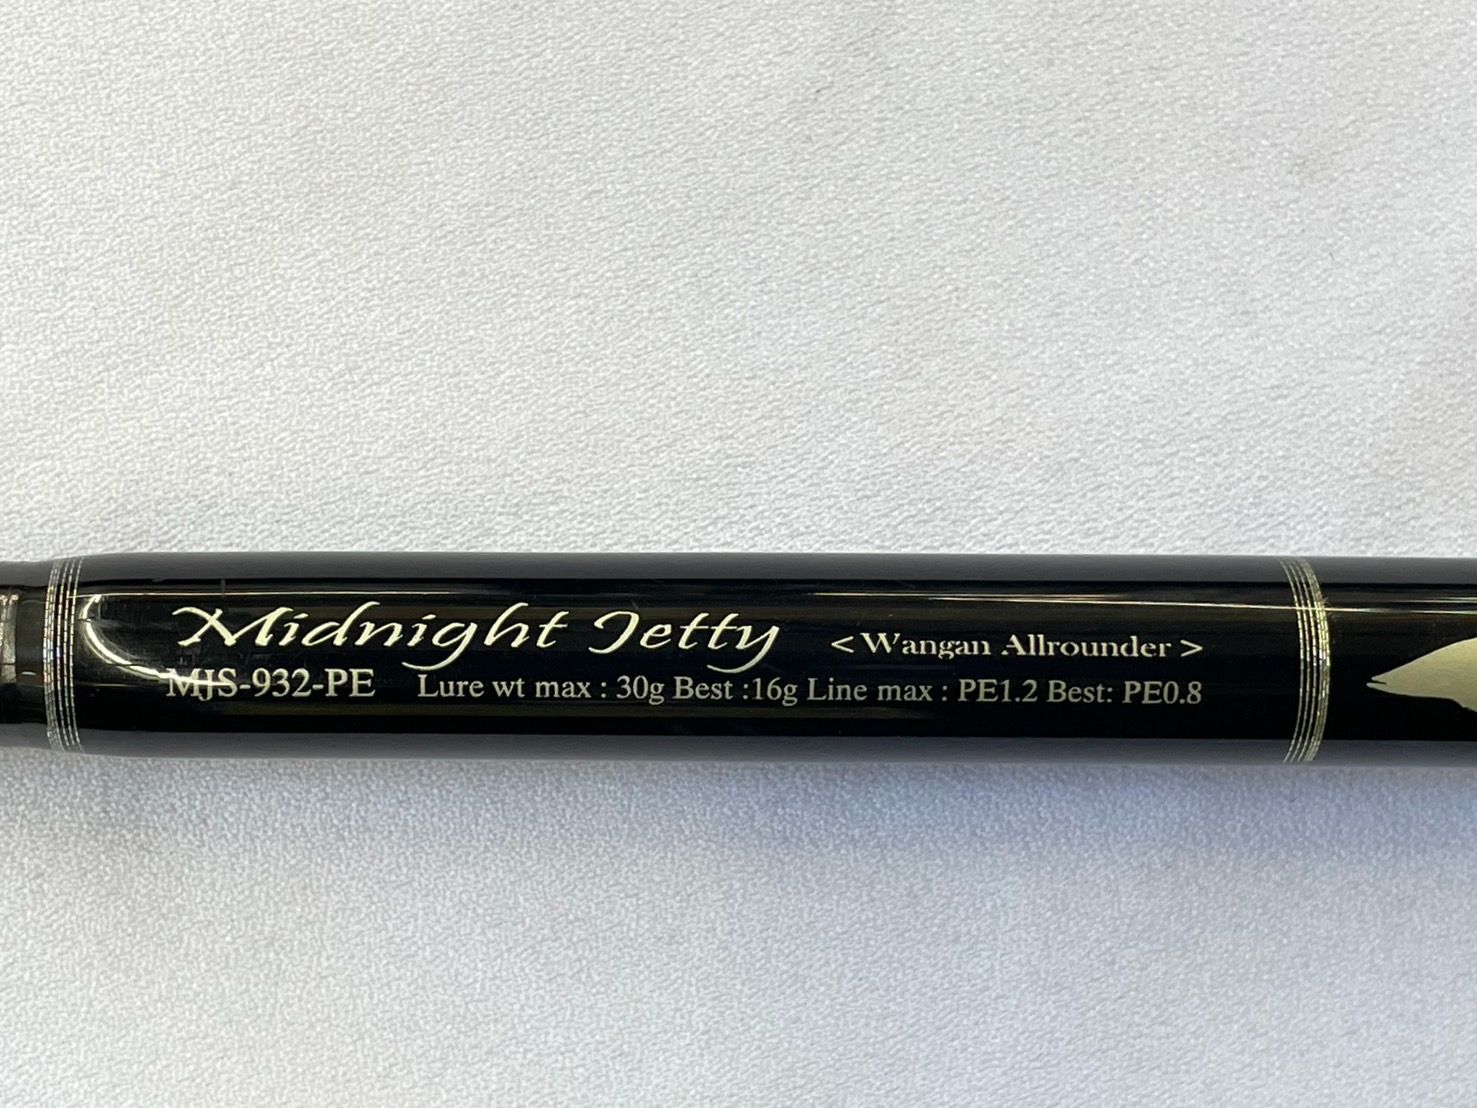 Midnight Jetty < Wangan Allrounder >
MJS-932-PE Lure wt max : 30g Best :16g Line max : PE1.2 Best: PE0.8